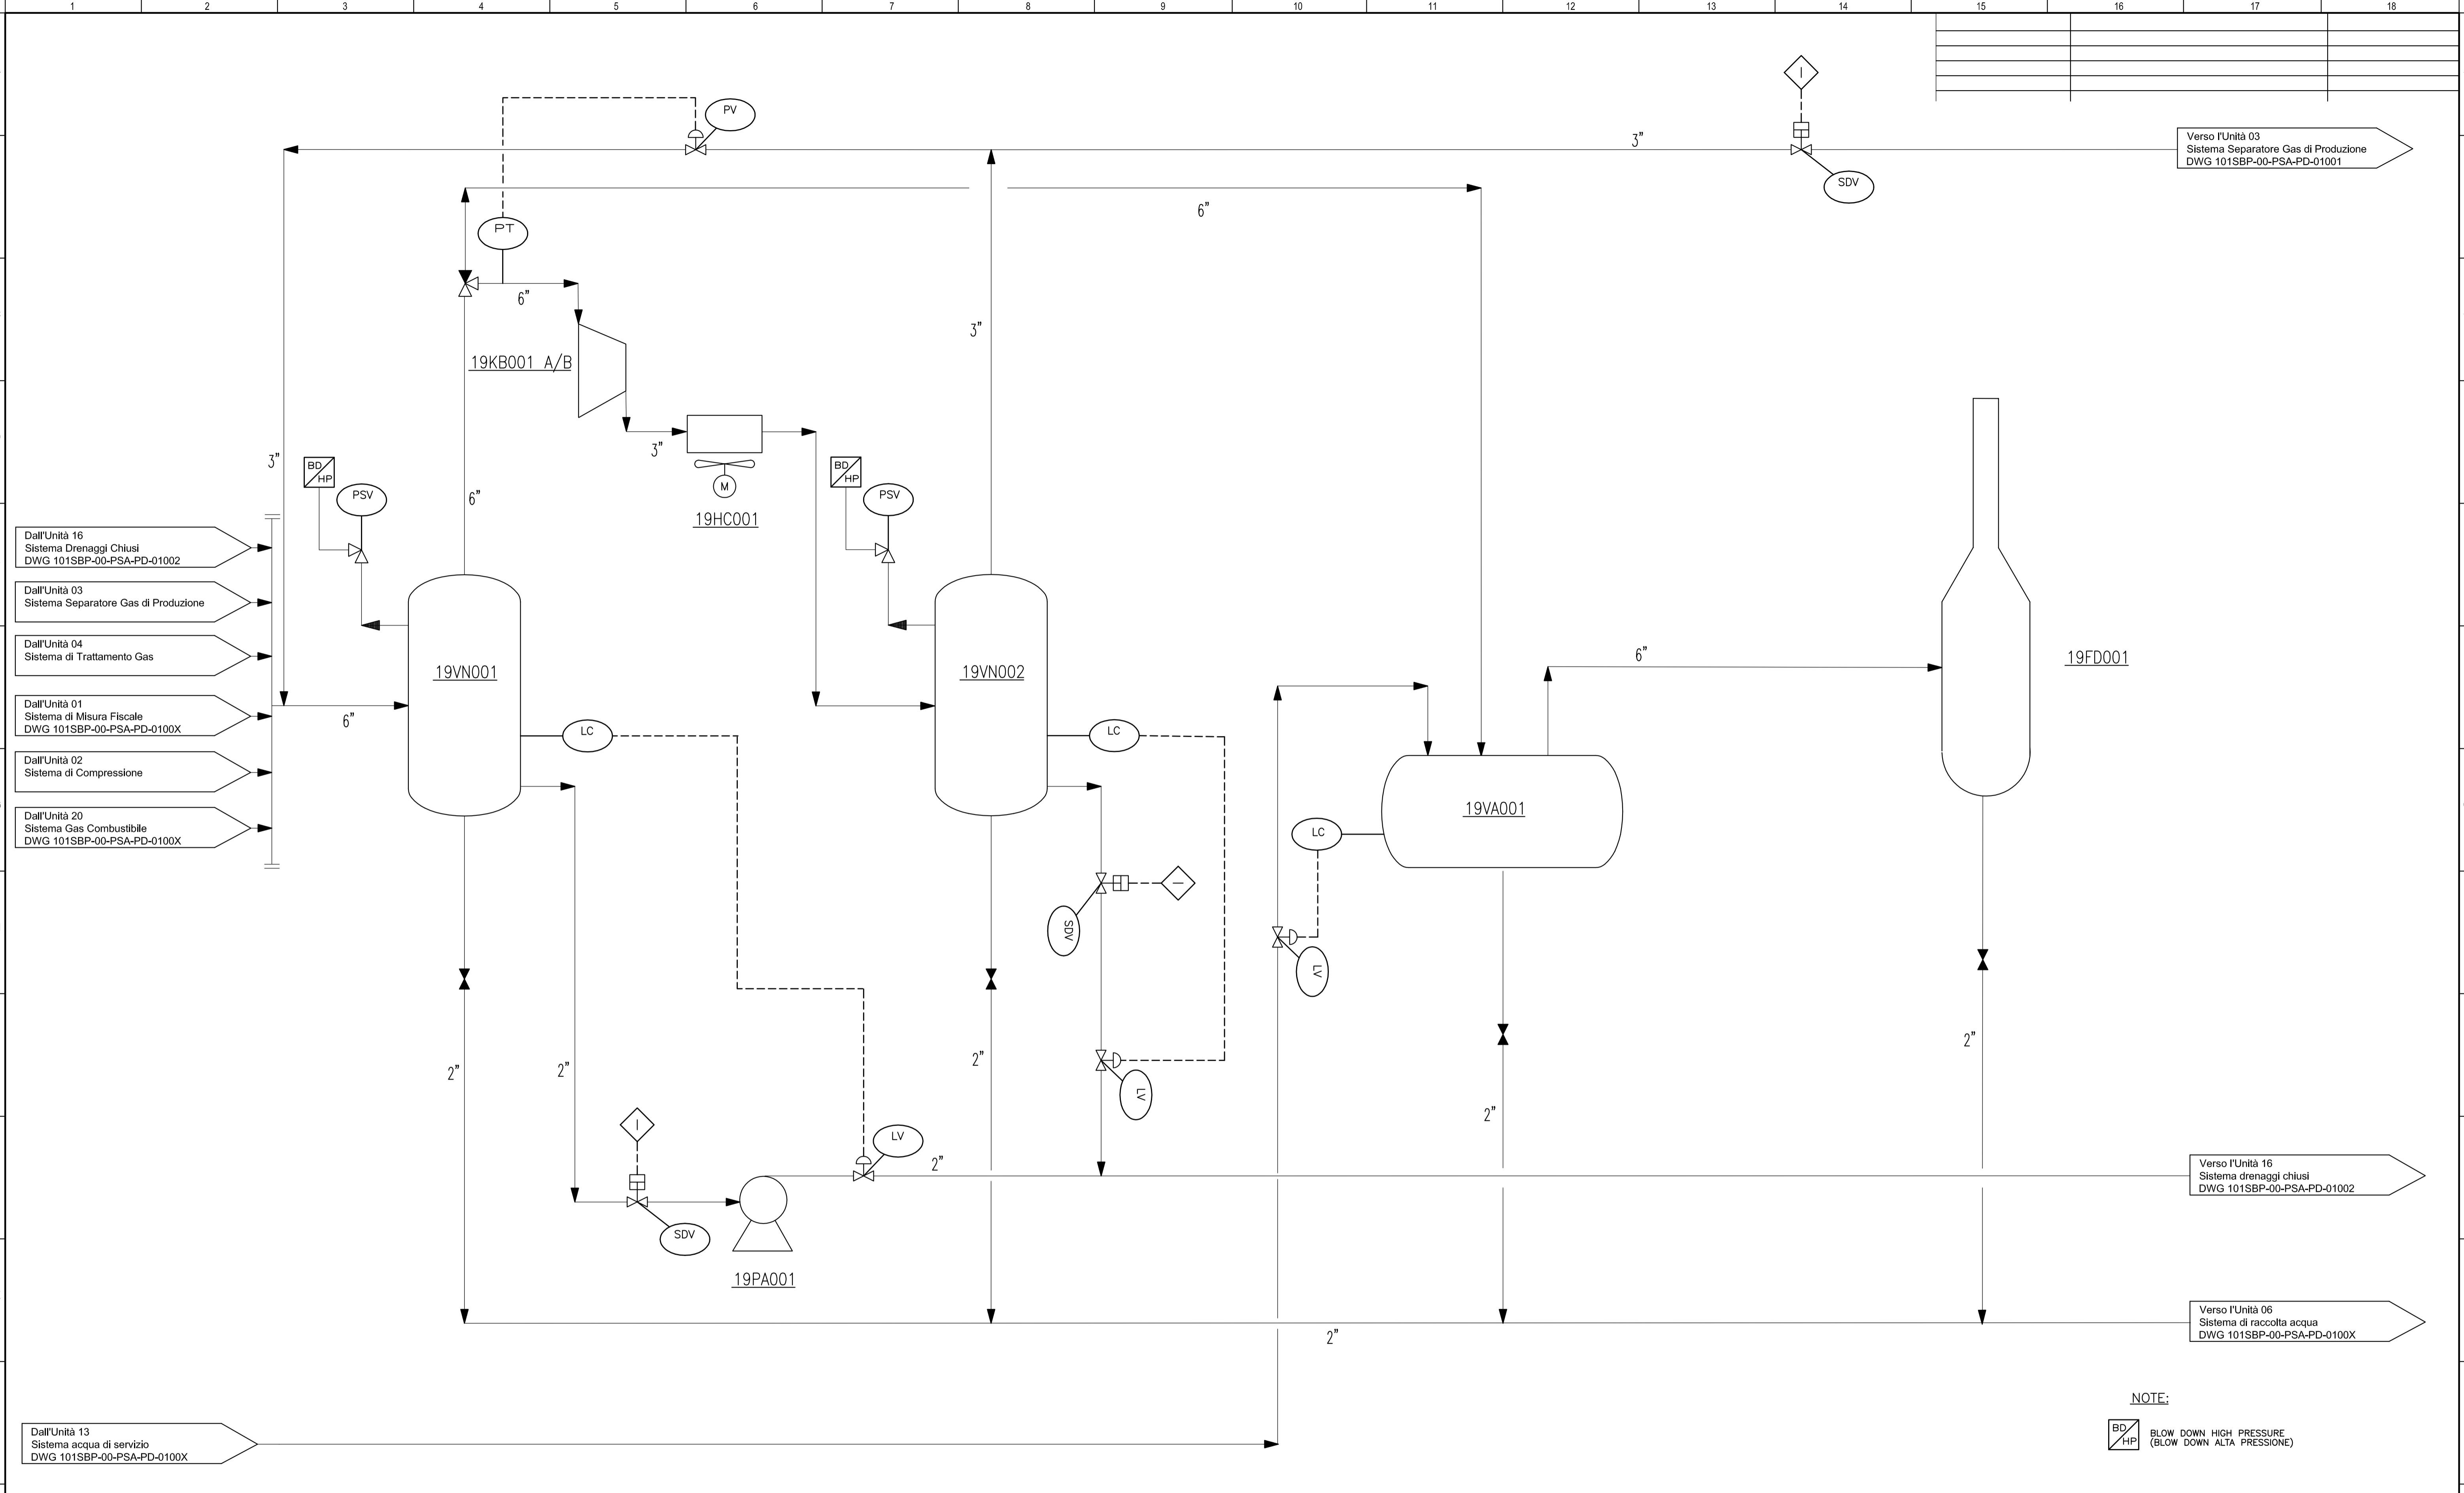 1 2 3 4 5 6 7 8 9 10 11 12 13 14 15 16 17 18
PV
3"
Verso l'Unità 03
Sistema Separatore Gas di Produzione
DWG 101SBP-00-PSA-PD-01001
SDV
6"
PT
6"
3"
19KB001 A/B
3"
3"
BD
HP
PSV
6"
M
19HC001
BD
HP
PSV
Dall'Unità 16
Sistema Drenaggi Chiusi
DWG 101SBP-00-PSA-PD-01002
Dall'Unità 03
Sistema Separatore Gas di Produzione
Dall'Unità 04
Sistema di Trattamento Gas
Dall'Unità 01
Sistema di Misura Fiscale
DWG 101SBP-00-PSA-PD-0100X
Dall'Unità 02
Sistema di Compressione
Dall'Unità 20
Sistema Gas Combustibile
DWG 101SBP-00-PSA-PD-0100X
6"
19VN001
LC
19VN002
LC
6"
19FD001
19VA001
LC
SDV
LV
2"
2"
2"
LV
2"
2"
I
I
I
SDV
LV
2"
19PA001
Verso l'Unità 16
Sistema drenaggi chiusi
DWG 101SBP-00-PSA-PD-01002
2"
Verso l'Unità 06
Sistema di raccolta acqua
DWG 101SBP-00-PSA-PD-0100X
Dall'Unità 13
Sistema acqua di servizio
DWG 101SBP-00-PSA-PD-0100X
NOTE:
BD
HP
BLOW DOWN HIGH PRESSURE
(BLOW DOWN ALTA PRESSIONE)